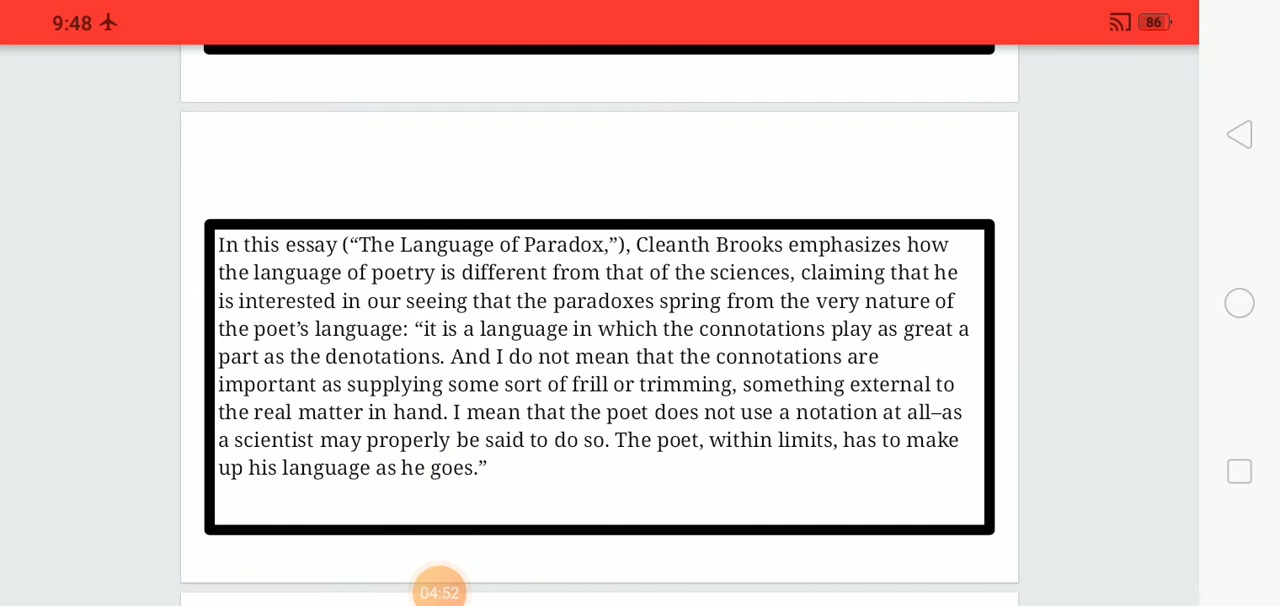 9:48
86
In this essay (“The Language of Paradox,”), Cleanth Brooks emphasizes how
the language of poetry is different from that of the sciences, claiming that he
is interested in our seeing that the paradoxes spring from the very nature of
the poet’s language: “it is a language in which the connotations play as great a
part as the denotations. And I do not mean that the connotations are
important as supplying some sort of frill or trimming, something external to
the real matter in hand. I mean that the poet does not use a notation at all–as
a scientist may properly be said to do so. The poet, within limits, has to make
up his language as he goes.”
04:52